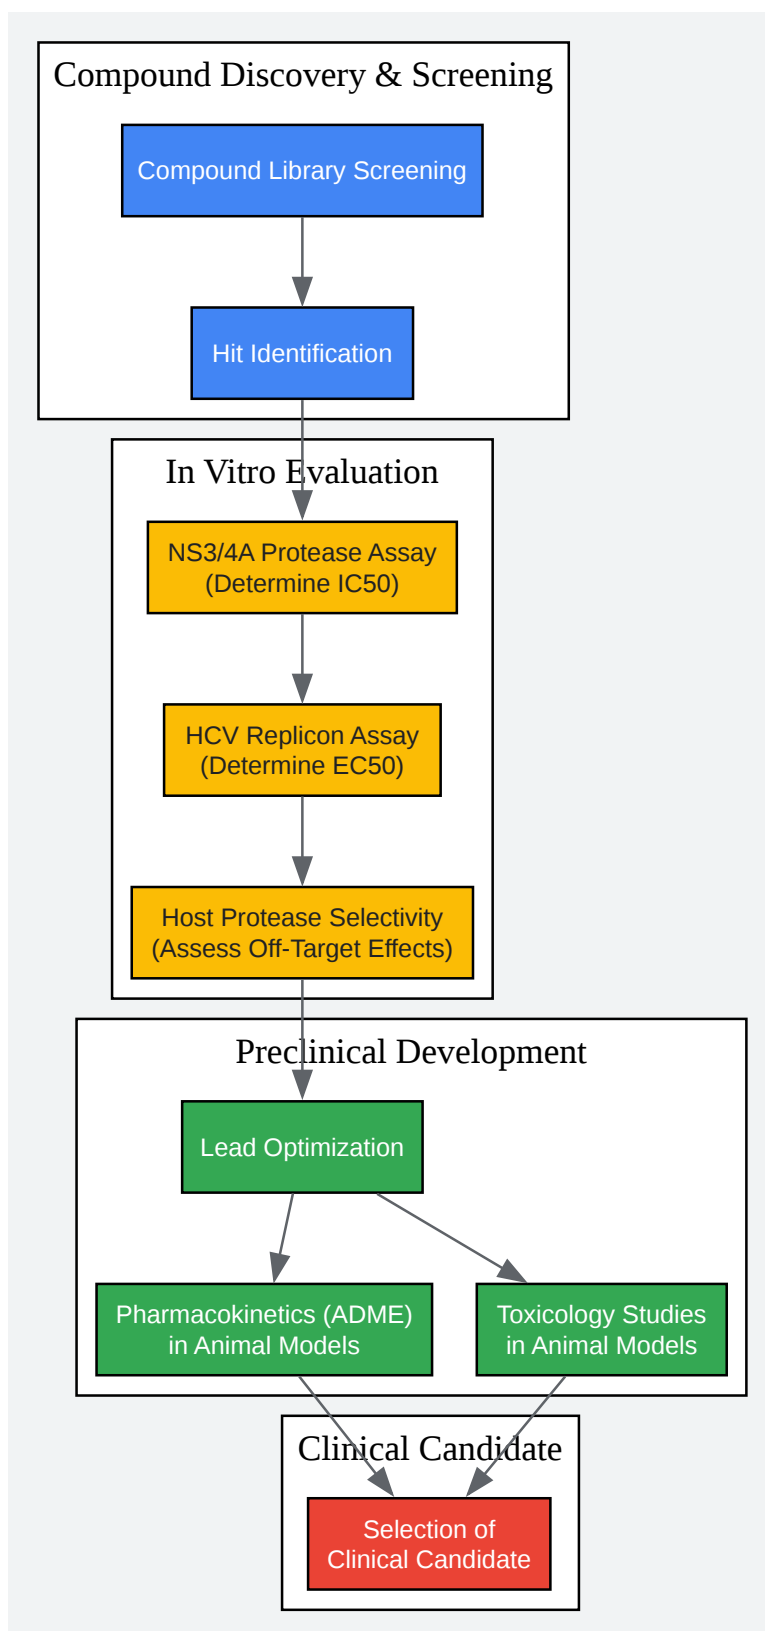 Compound Discovery & Screening
Compound Library Screening
Hit Identification
In Vitro Evaluation
NS3/4A Protease Assay
(Determine IC50)
HCV Replicon Assay
(Determine EC50)
Host Protease Selectivity
(Assess Off-Target Effects)
Preclinical Development
Lead Optimization
Pharmacokinetics (ADME)
in Animal Models
Toxicology Studies
in Animal Models
Clinical Candidate
Selection of
Clinical Candidate